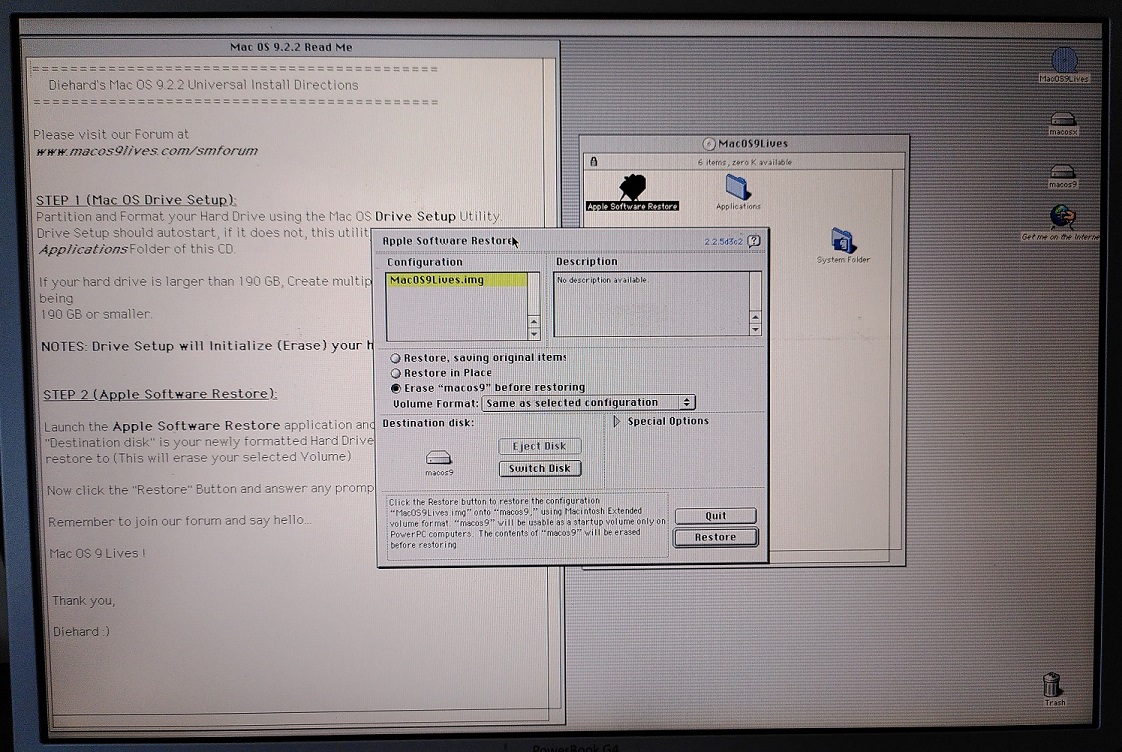 Mac OS 9.2.2 Read Me
=========================================
Diehard's Mac OS 9.2.2 Universal Install Directions
=========================================
Please visit our Forum at
www.macos9lives.com/smforum
STEP 1 (Mac OS Drive Setup):
Partition and Format your Hard Drive using the Mac OS Drive Setup Utility.
Drive Setup should autostart, if it does not, this
Applications Folder of this CD.
If your hard drive is larger than 190 GB, Create
being
190 GB or smaller.
NOTES: Drive Setup will Initialize (Erase) your
STEP 2 (Apple Software Restore):
Launch the Apple Software Restore application and
"Destination disk" is your newly formatted Hard Drive
restore to (This will erase your selected Volume)
Now click the "Restore" Button and answer any
Remember to join our forum and say hello...
Mac OS 9 Lives !
Thank you,
Diehard :)
MacOS9Lives
6 items, zero K available
Apple Software Restore
Applications
System Folder
Apple Software Restore
2.2.5d3c2
?
Configuration
MacOS9Lives.img
Description
No description available.
Restore, saving original items
Restore in Place
Erase “macos9” before restoring
Volume Format: Same as selected configuration
Destination disk:
macos9
Eject Disk
Switch Disk
Special Options
Click the Restore button to restore the configuration
“MacOS9Lives.img” onto “macos9,” using Macintosh Extended
volume format. “macos9” will be usable as a startup volume only on
PowerPC computers. The contents of “macos9” will be erased
before restoring
Quit
Restore
MacOS9Lives
macosx
macos9
Get me on the Interne
Trash
PowerBook G4